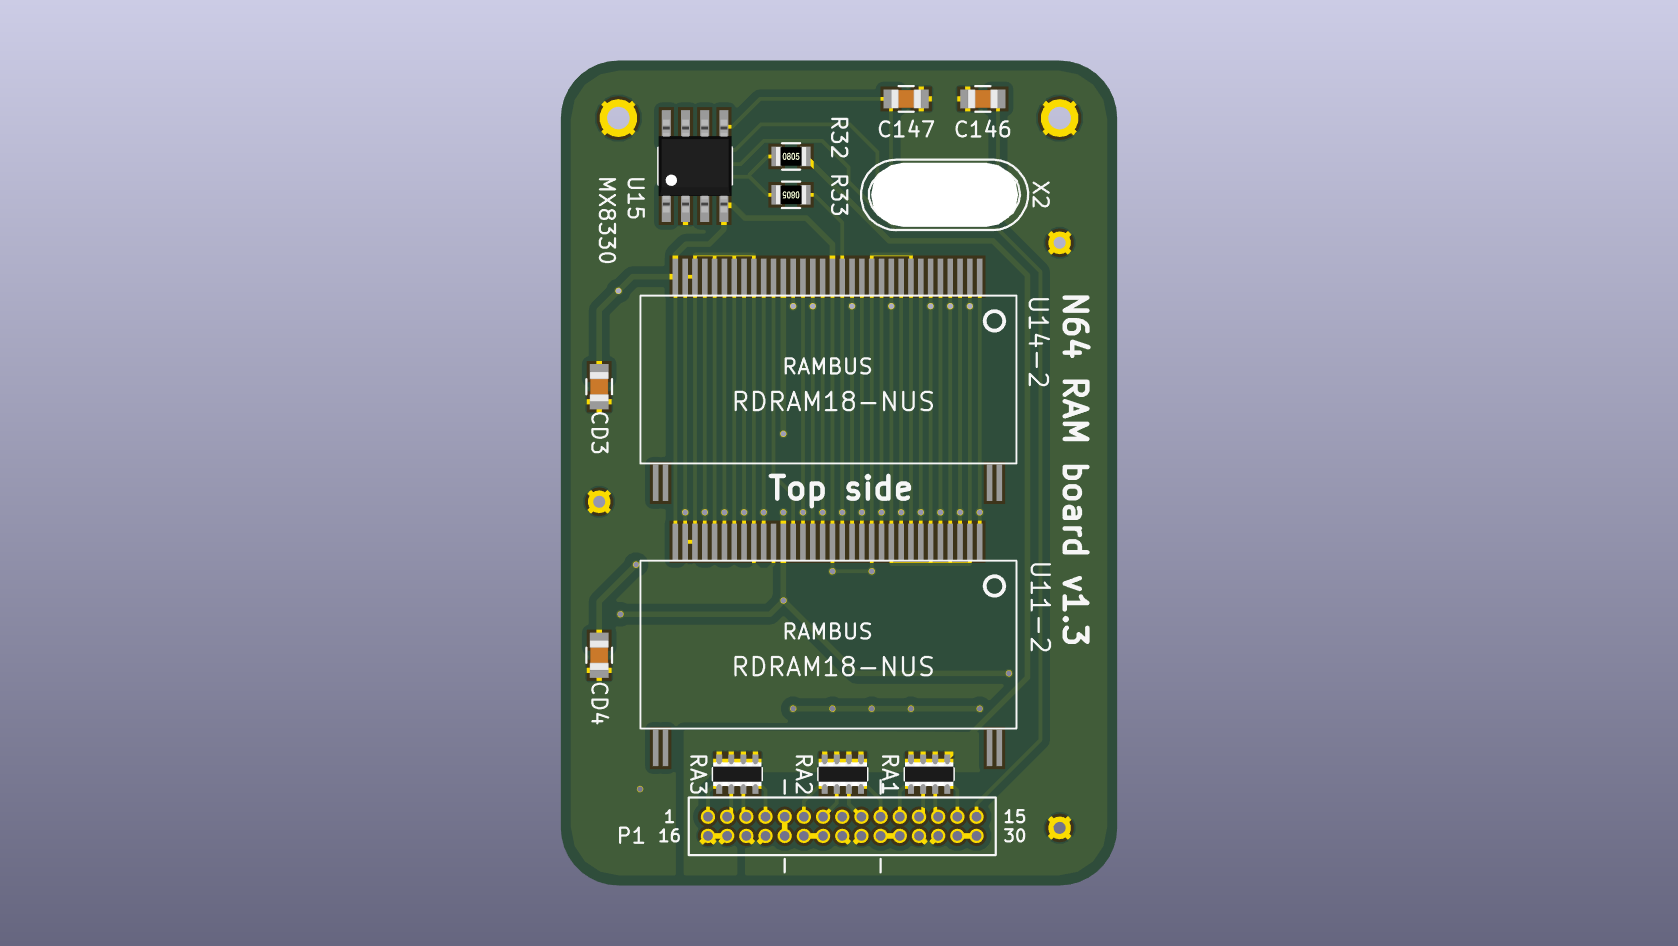 C147
C146
R32
0805
R33
0805
U15
MX8330
X2
N64 RAM board v1.3
U14-2
RAMBUS
RDRAM18-NUS
CD3
Top side
U11-2
RAMBUS
RDRAM18-NUS
CD4
RA3
RA2
RA1
1
15
P1
16
30